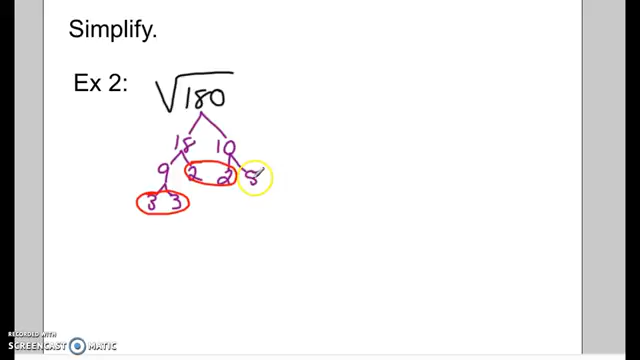 Simplify.
Ex 2: √180
18 10
9 2 2 5
3 3
RECORDED WITH
SCREENCAST MATIC